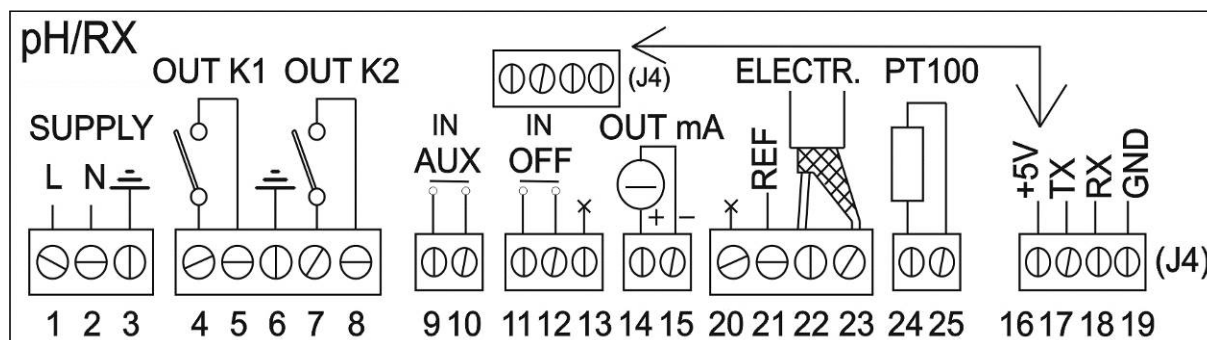 pH/RX
OUT K1 OUT K2
(J4)
ELECTR. PT100
SUPPLY
L N
IN
AUX
IN
OFF
OUT mA
+ −
REF
+5V
TX
RX
GND
(J4)
1 2 3 4 5 6 7 8 9 10 11 12 13 14 15 20 21 22 23 24 25 16 17 18 19